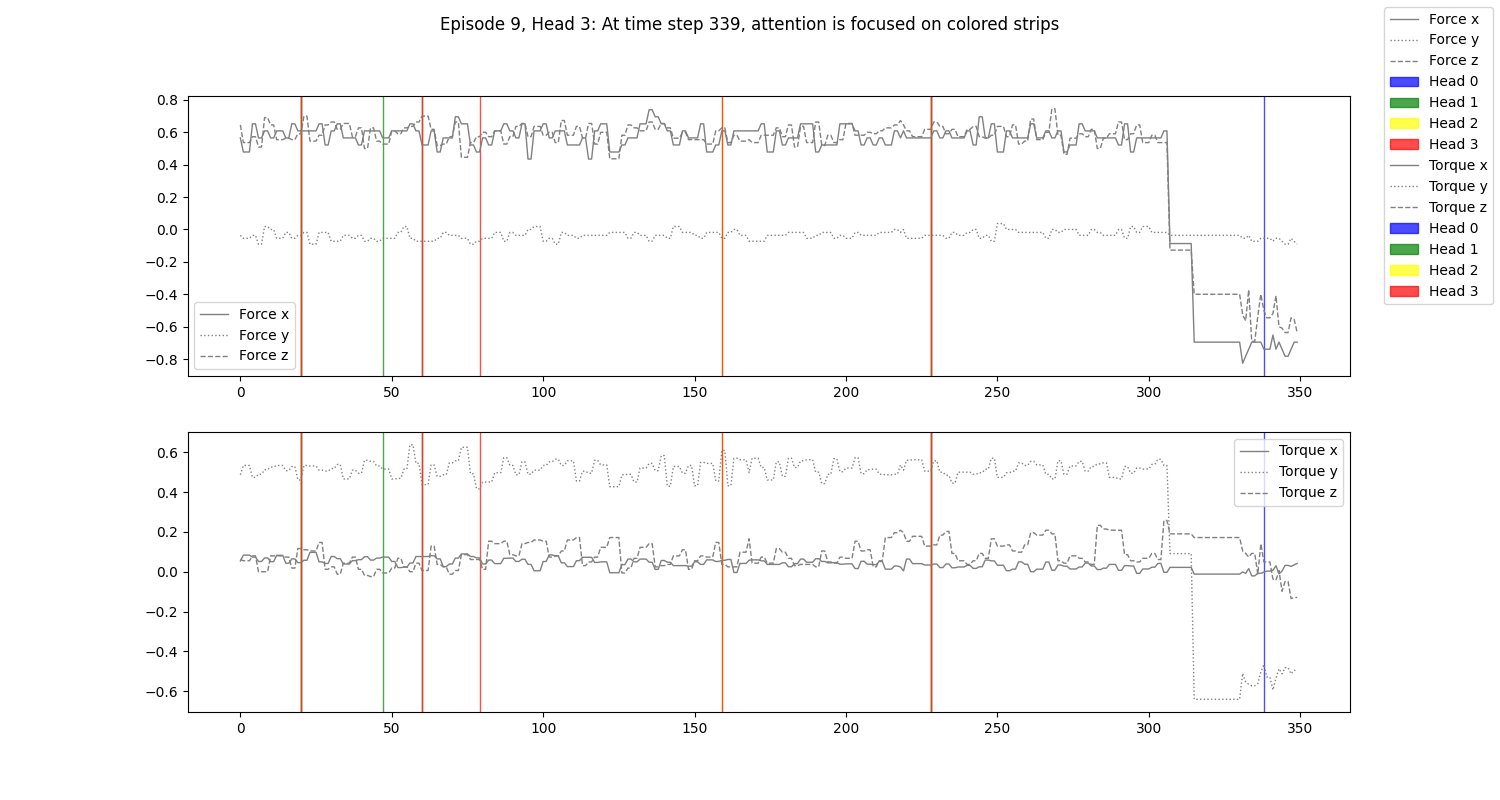 Episode 9, Head 3: At time step 339, attention is focused on colored strips
Force x
Force y
Force z
Head 0
Head 1
Head 2
Head 3
Torque x
Torque y
Torque z
Head 0
Head 1
Head 2
Head 3
0.8
0.6
0.4
0.2
0.0
−0.2
−0.4
−0.6
−0.8
Force x
Force y
Force z
0 50 100 150 200 250 300 350
0.6
0.4
0.2
0.0
−0.2
−0.4
−0.6
Torque x
Torque y
Torque z
0 50 100 150 200 250 300 350